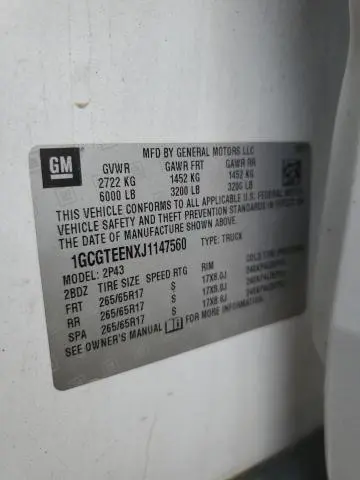 GM
MFD BY GENERAL MOTORS LLC
GVWR GAWR FRT GAWR RR
2722 KG 1452 KG 1452 KG
6000 LB 3200 LB 3200 LB
THIS VEHICLE CONFORMS TO ALL APPLICABLE U.S. FEDERAL MOTOR
VEHICLE SAFETY AND THEFT PREVENTION STANDARDS IN EFFECT ON
THE DATE OF MANUFACTURE SHOWN ABOVE.
1GCGTEENXJ1147560 TYPE: TRUCK
MODEL: 2P43
2BDZ TIRE SIZE SPEED RTG RIM COLD TIRE PRESSURE
FRT 265/65R17 S 17X8.0J
RR 265/65R17 S 17X8.0J
SPA 265/65R17 S 17X8.0J
SEE OWNER'S MANUAL FOR MORE INFORMATION.